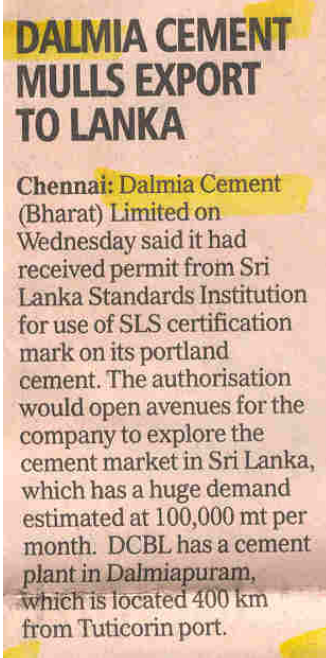 DALMIA CEMENT
MULLS EXPORT
TO LANKA
Chennai: Dalmia Cement
(Bharat) Limited on
Wednesday said it had
received permit from Sri
Lanka Standards Institution
for use of SLS certification
mark on its portland
cement. The authorisation
would open avenues for the
company to explore the
cement market in Sri Lanka,
which has a huge demand
estimated at 100,000 mt per
month. DCBL has a cement
plant in Dalmiapuram,
which is located 400 km
from Tuticorin port.